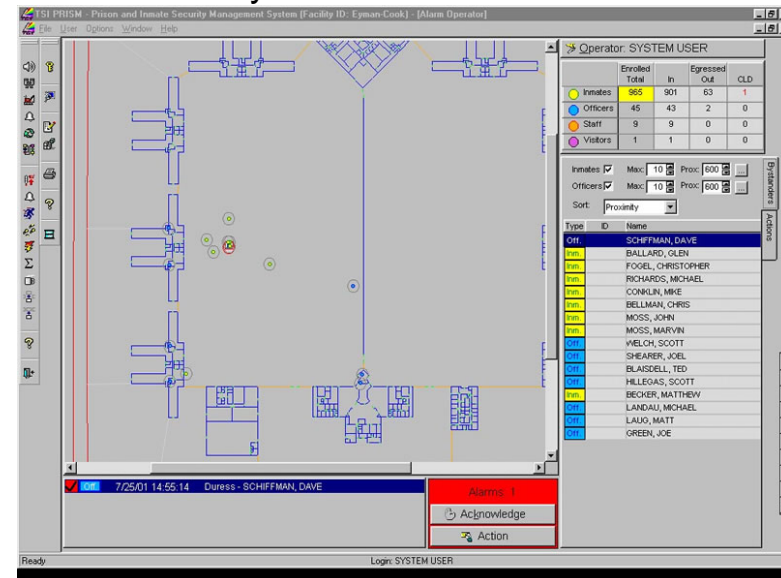 TSI PRISM - Prison and Inmate Security Management System [Facility ID: Eyman-Cook] - [Alarm Operator]
File User Options Window Help
Operator: SYSTEM USER
Enrolled Total In Egressed Out CLD
Inmates 965 901 63 1
Officers 45 43 2 0
Staff 9 9 0 0
Visitors 1 1 0 0
Inmates Max: 10 Prox: 600 ...
Officers Max: 10 Prox: 600 ...
Sort: Proximity
Bystanders
Actions
Type ID Name
Off. SCHIFFMAN, DAVE
Inm. BALLARD, GLEN
Inm. FOGEL, CHRISTOPHER
Inm. RICHARDS, MICHAEL
Inm. CONKLIN, MIKE
Inm. BELLMAN, CHRIS
Inm. MOSS, JOHN
Inm. MOSS, MARVIN
Off. WELCH, SCOTT
Off. SHEARER, JOEL
Off. BLAISDELL, TED
Off. HILLEGAS, SCOTT
Inm. BECKER, MATTHEW
Off. LANDAU, MICHAEL
Off. LAUG, MATT
Off. GREEN, JOE
Off. 7/25/01 14:55:14 Duress - SCHIFFMAN, DAVE
Alarms: 1
Acknowledge
Action
Ready Login: SYSTEM USER